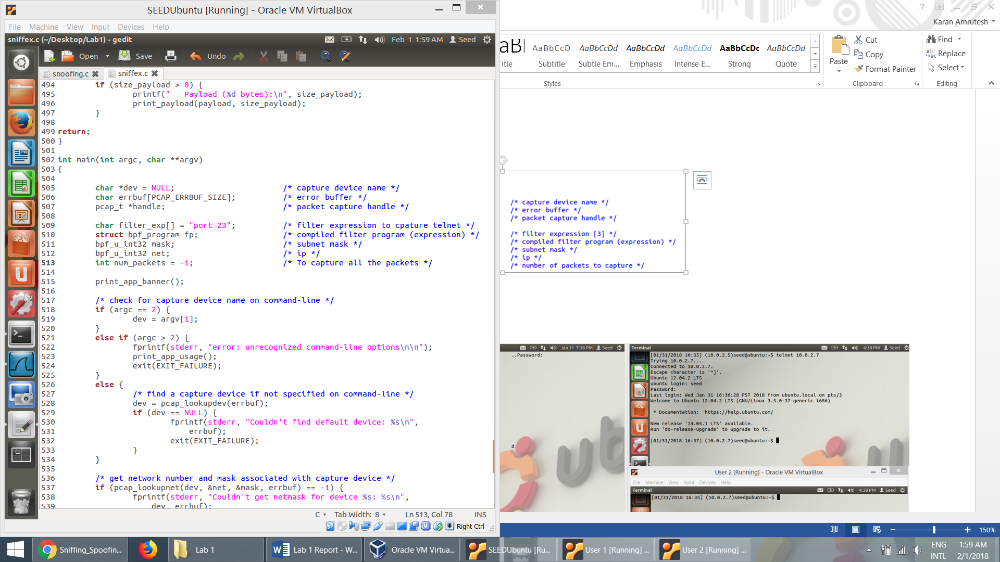 SEEDUbuntu [Running] - Oracle VM VirtualBox
File Machine View Input Devices Help
sniffex.c (~/Desktop/Lab1) - gedit
Feb 1 1:59 AM Seed
Open Save Undo
snoofing.c sniffex.c
494 if (size_payload > 0) {
495 printf("   Payload (%d bytes):\n", size_payload);
496 print_payload(payload, size_payload);
497 }
498
499 return;
500 }
501
502 int main(int argc, char **argv)
503 {
504
505 char *dev = NULL; /* capture device name */
506 char errbuf[PCAP_ERRBUF_SIZE]; /* error buffer */
507 pcap_t *handle; /* packet capture handle */
508
509 char filter_exp[] = "port 23"; /* filter expression to cpature telnet */
510 struct bpf_program fp; /* compiled filter program (expression) */
511 bpf_u_int32 mask; /* subnet mask */
512 bpf_u_int32 net; /* ip */
513 int num_packets = -1; /* To capture all the packets */
514
515 print_app_banner();
516
517 /* check for capture device name on command-line */
518 if (argc == 2) {
519 dev = argv[1];
520 }
521 else if (argc > 2) {
522 fprintf(stderr, "error: unrecognized command-line options\n\n");
523 print_app_usage();
524 exit(EXIT_FAILURE);
525 }
526 else {
527 /* find a capture device if not specified on command-line */
528 dev = pcap_lookupdev(errbuf);
529 if (dev == NULL) {
530 fprintf(stderr, "Couldn't find default device: %s\n",
531 errbuf);
532 exit(EXIT_FAILURE);
533 }
534 }
535
536 /* get network number and mask associated with capture device */
537 if (pcap_lookupnet(dev, &net, &mask, errbuf) == -1) {
538 fprintf(stderr, "Couldn't get netmask for device %s: %s\n",
539 dev, errbuf);
C Tab Width: 8 Ln 513, Col 78 INS
Right Ctrl
Karan Amrutesh
AaBbCcD AaBbCcDd AaBbCcDd AaBbCcDd AaBbCcDc AaBbCcDd
Subtitle Subtle Em... Emphasis Intense E... Strong Quote
Styles
Paste
Cut
Copy
Format Painter
Clipboard
Find
Replace
Select
Editing
/* capture device name */
/* error buffer */
/* packet capture handle */
/* filter expression [3] */
/* compiled filter program (expression) */
/* subnet mask */
/* ip */
/* number of packets to capture */
Jan 31 7:38 PM Seed
..Password:
d
Terminal 4:38 PM Seed
[01/31/2018 16:35] (10.0.2.5)seed@ubuntu:~$ telnet 10.0.2.7
Trying 10.0.2.7...
Connected to 10.0.2.7.
Escape character is '^]'.
Ubuntu 12.04.2 LTS
ubuntu login: seed
Password:
Last login: Wed Jan 31 16:36:28 PST 2018 from ubuntu.local on pts/3
Welcome to Ubuntu 12.04.2 LTS (GNU/Linux 3.5.0-37-generic i686)
* Documentation:  https://help.ubuntu.com/
New release '14.04.1 LTS' available.
Run 'do-release-upgrade' to upgrade to it.
[01/31/2018 16:37] (10.0.2.7)seed@ubuntu:~$
User 2 [Running] - Oracle VM VirtualBox
File Machine View Input Devices Help
Terminal 4:38 PM Seed
[01/31/2018 16:35] (10.0.2.7)seed@ubuntu:~$
150%
Sniffing_Spoofin... Lab 1 Lab 1 Report - W... Oracle VM Virtua... SEEDUbuntu [Ru... User 1 [Running] ... User 2 [Running] ...
ENG
INTL
1:59 AM
2/1/2018